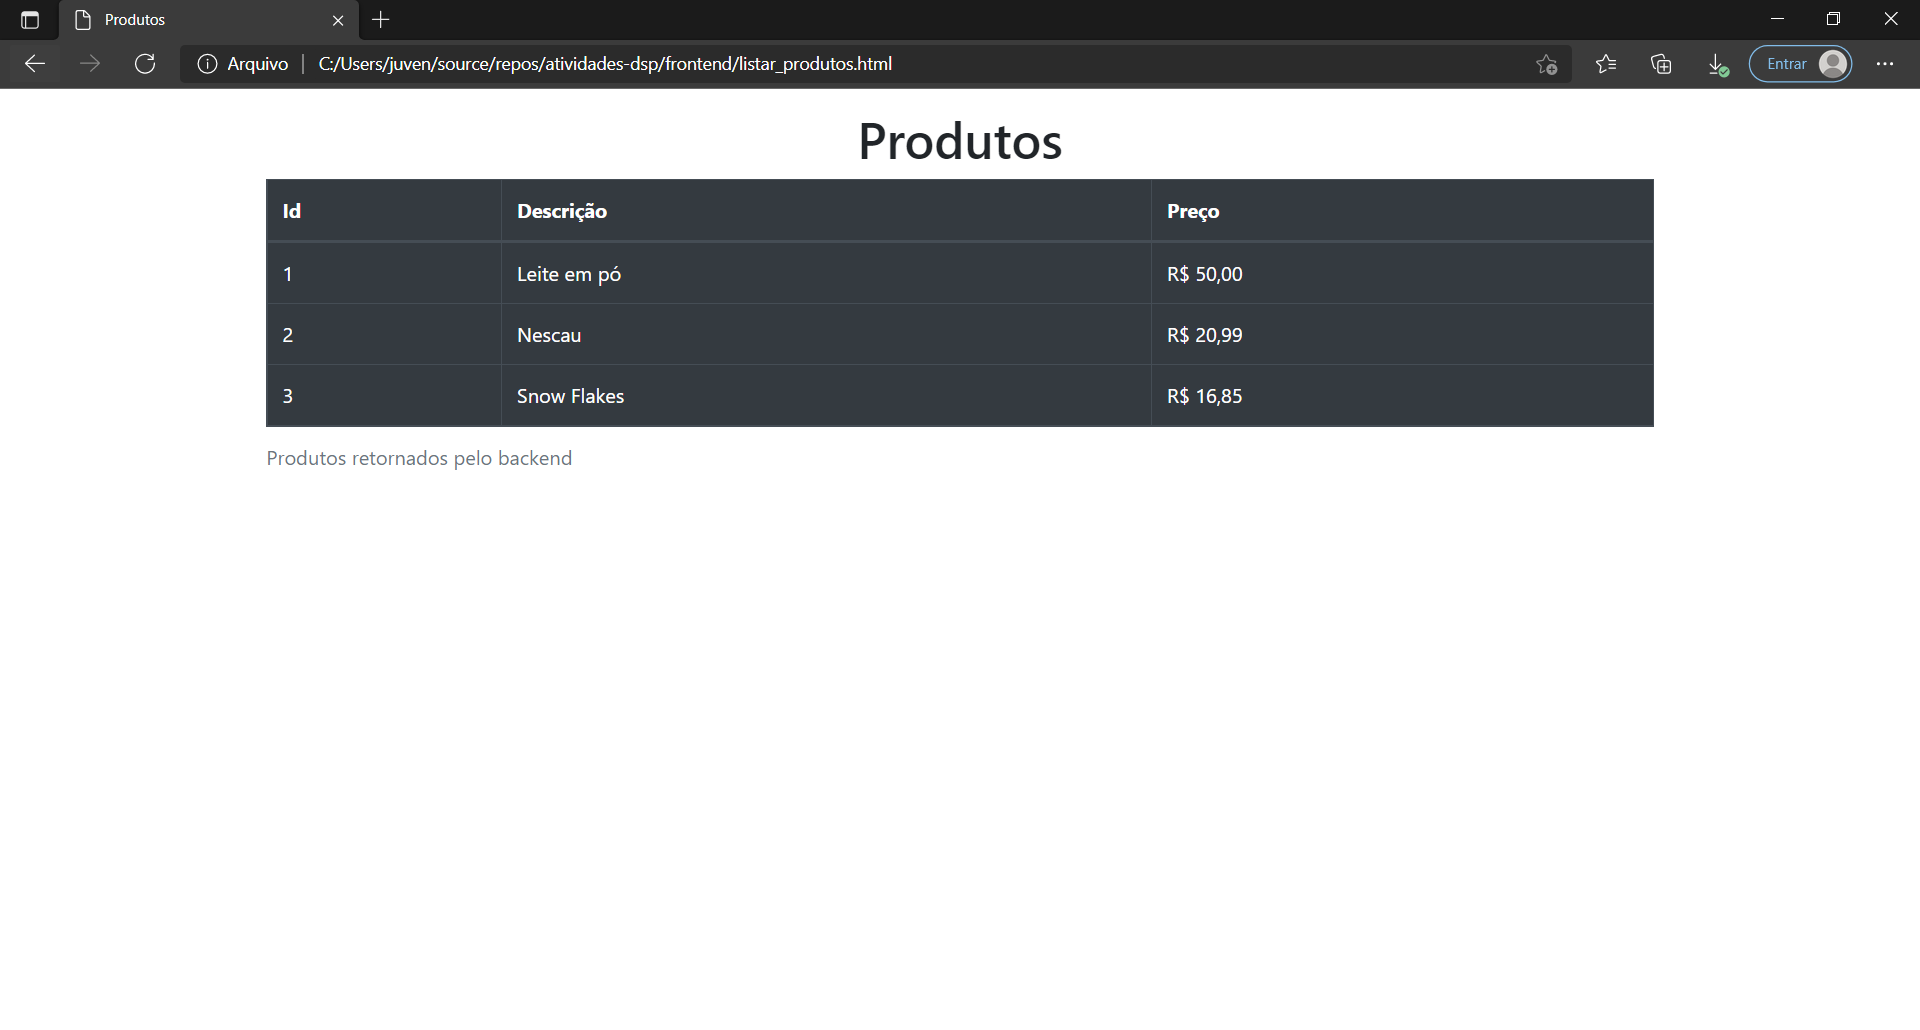 Produtos
Arquivo
C:/Users/juven/source/repos/atividades-dsp/frontend/listar_produtos.html
Entrar
Produtos
Id Descrição Preço
1 Leite em pó R$ 50,00
2 Nescau R$ 20,99
3 Snow Flakes R$ 16,85
Produtos retornados pelo backend